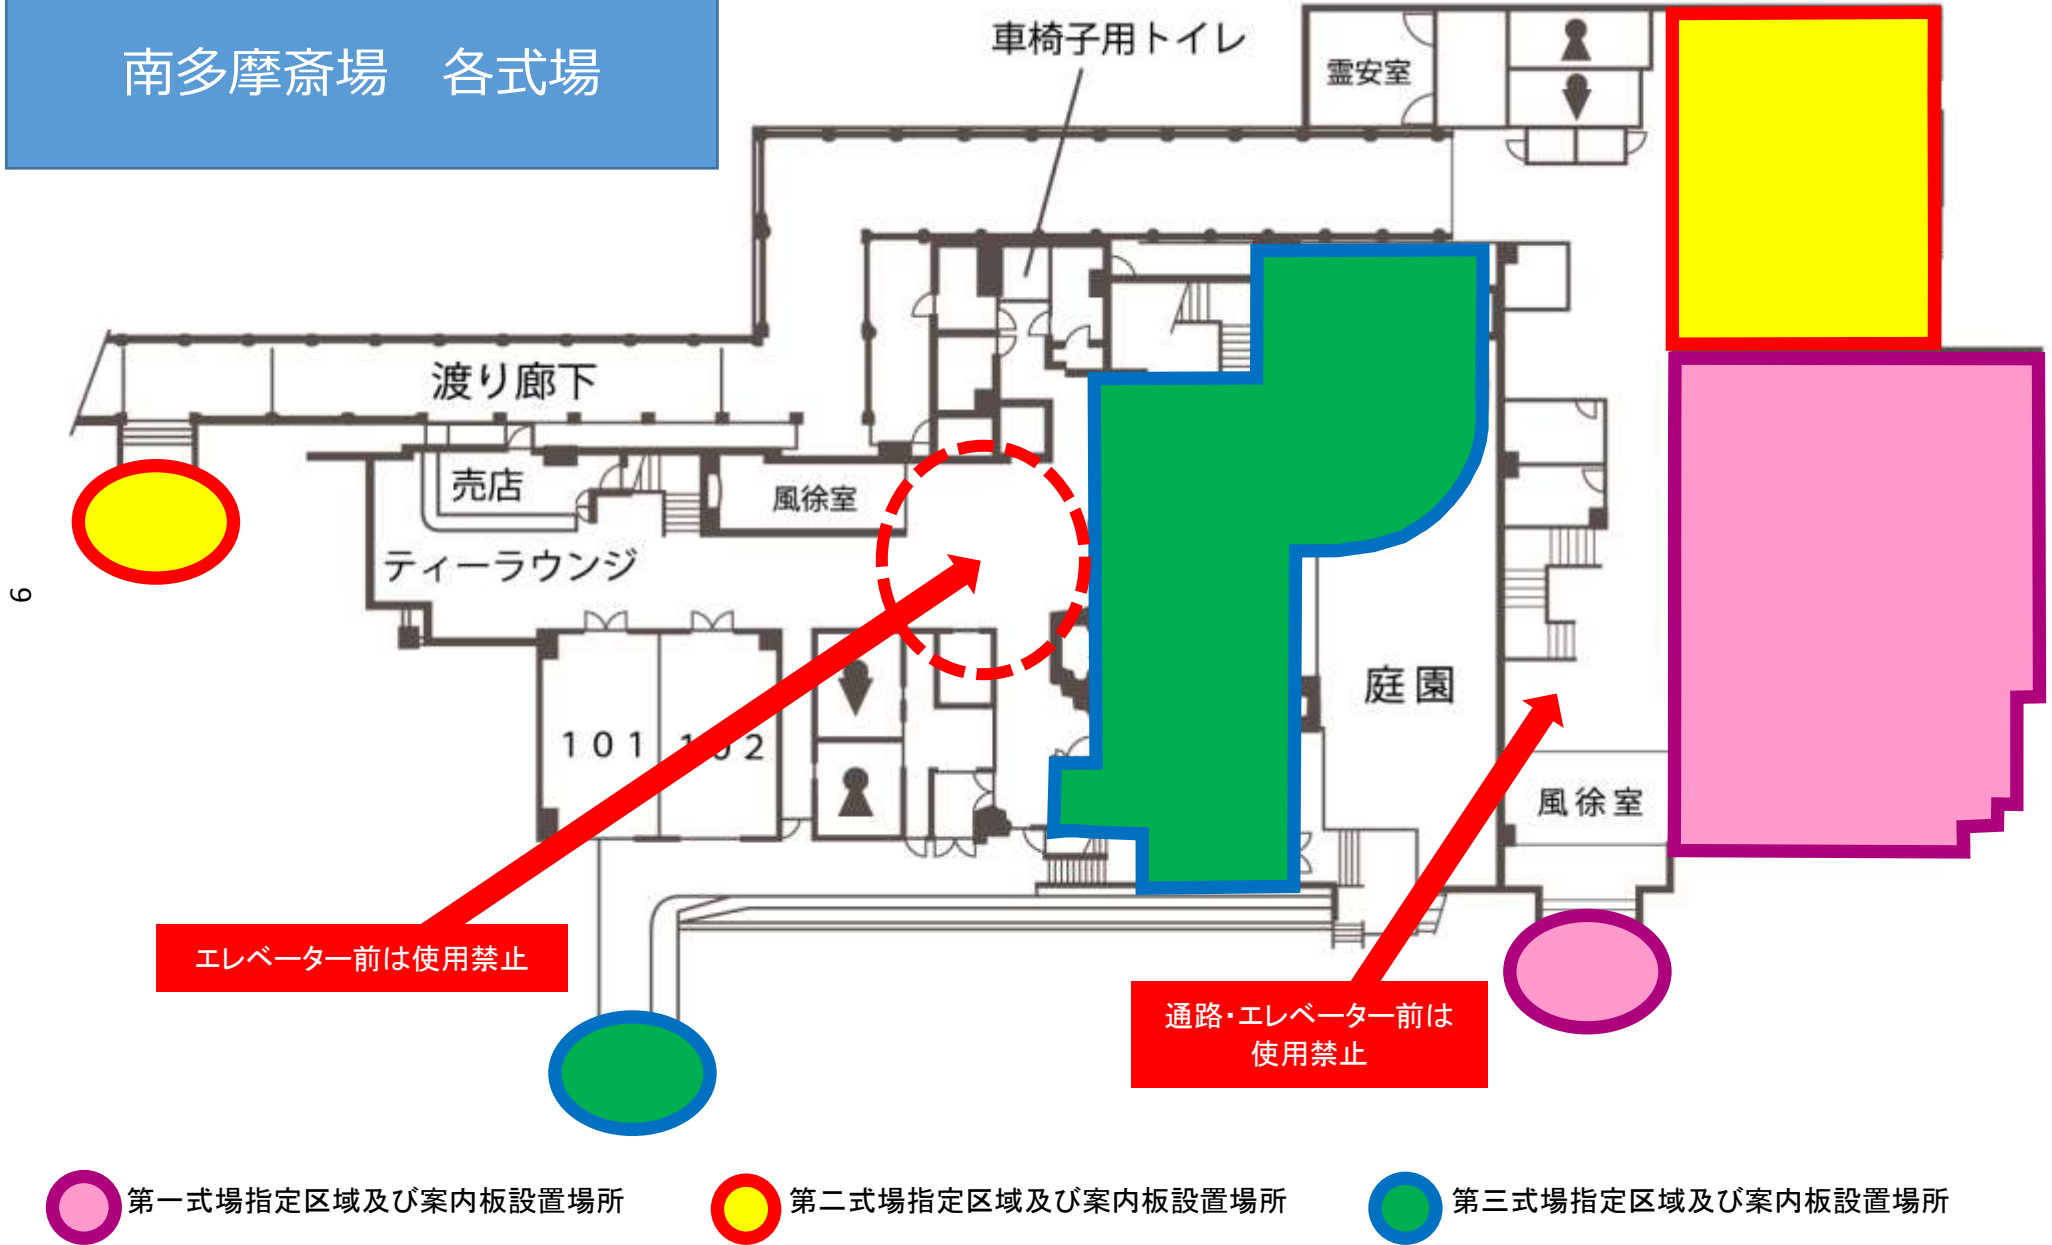 南多摩斎場　各式場
車椅子用トイレ
霊安室
渡り廊下
売店
風徐室
ティーラウンジ
庭園
101
102
風徐室
エレベーター前は使用禁止
通路・エレベーター前は
使用禁止
9
第一式場指定区域及び案内板設置場所
第二式場指定区域及び案内板設置場所
第三式場指定区域及び案内板設置場所